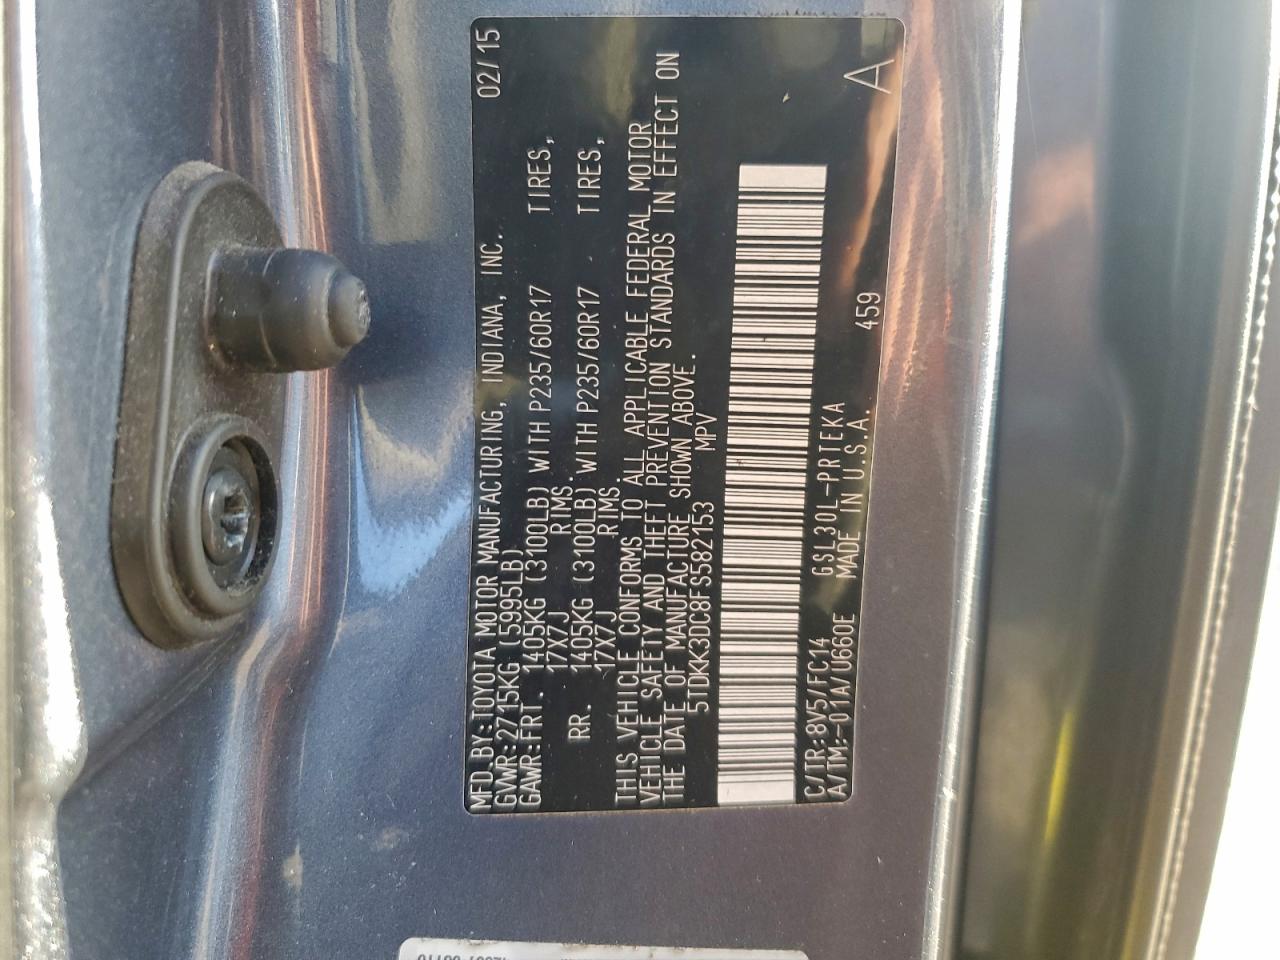 MFD.BY:TOYOTA MOTOR MANUFACTURING, INDIANA, INC. 02/15
GVWR:2715KG (5995LB)
GAWR:FRT. 1405KG (3100LB) WITH P235/60R17 TIRES,
17X7J RIMS.
RR. 1405KG (3100LB) WITH P235/60R17 TIRES,
17X7J RIMS.
THIS VEHICLE CONFORMS TO ALL APPLICABLE FEDERAL MOTOR
VEHICLE SAFETY AND THEFT PREVENTION STANDARDS IN EFFECT ON
THE DATE OF MANUFACTURE SHOWN ABOVE.
5TDKK3DC8FS582153 MPV
C/TR:8V5/FC14 GSL30L-PRTEKA
A/TM:-01A/U660E MADE IN U.S.A. 459 A